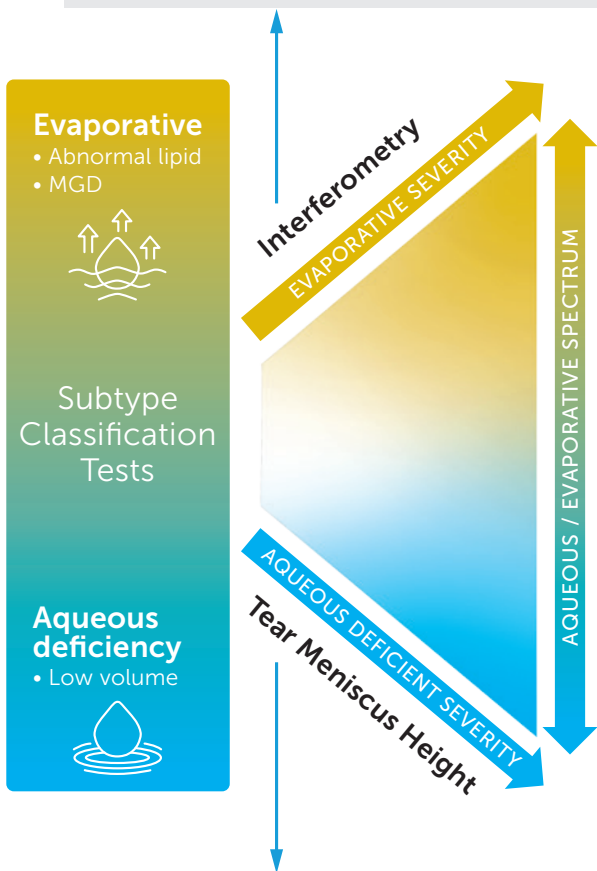 Evaporative
• Abnormal lipid
• MGD
Subtype
Classification
Tests
Aqueous
deficiency
• Low volume
Interferometry
EVAPORATIVE SEVERITY
AQUEOUS DEFICIENT SEVERITY
Tear Meniscus Height
AQUEOUS / EVAPORATIVE SPECTRUM